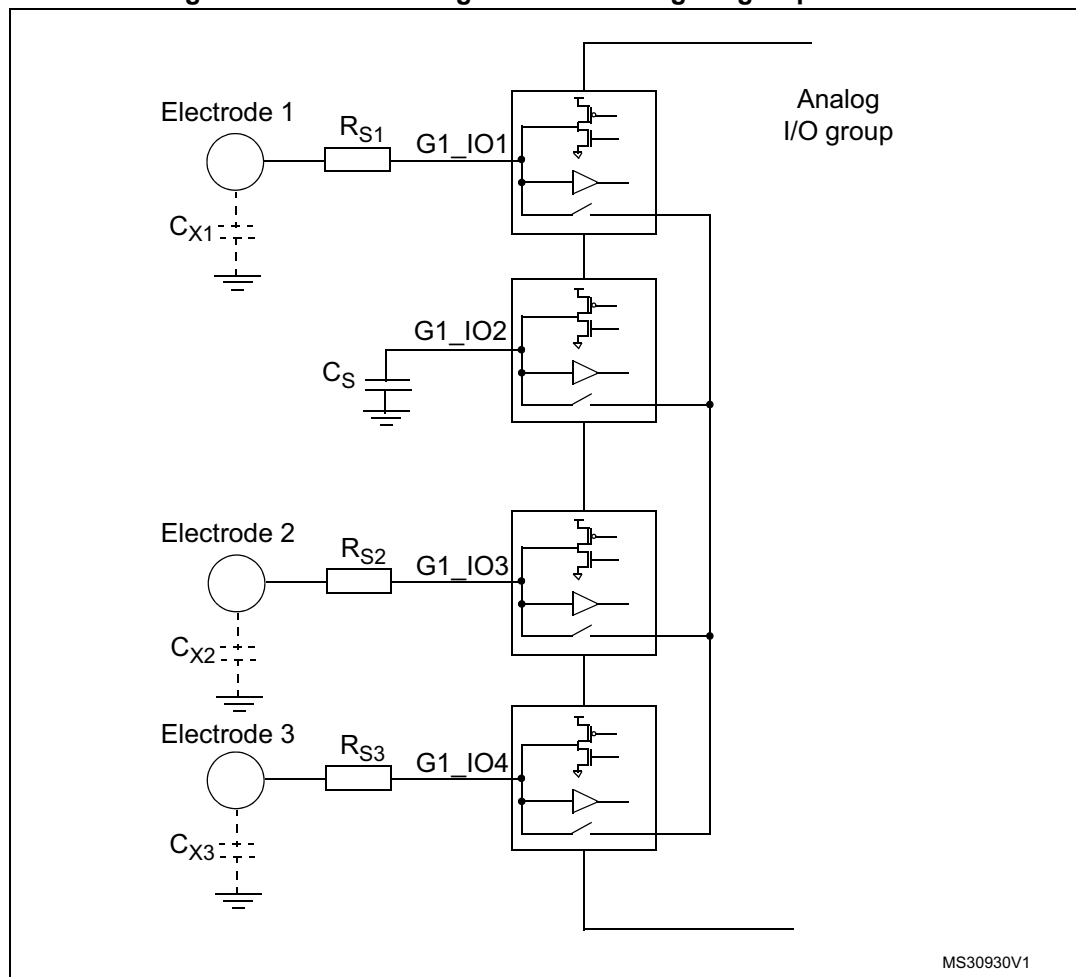 Analog
I/O group
Electrode 1
RS1
G1_IO1
CX1
G1_IO2
CS
Electrode 2
RS2
G1_IO3
CX2
Electrode 3
RS3
G1_IO4
CX3
MS30930V1